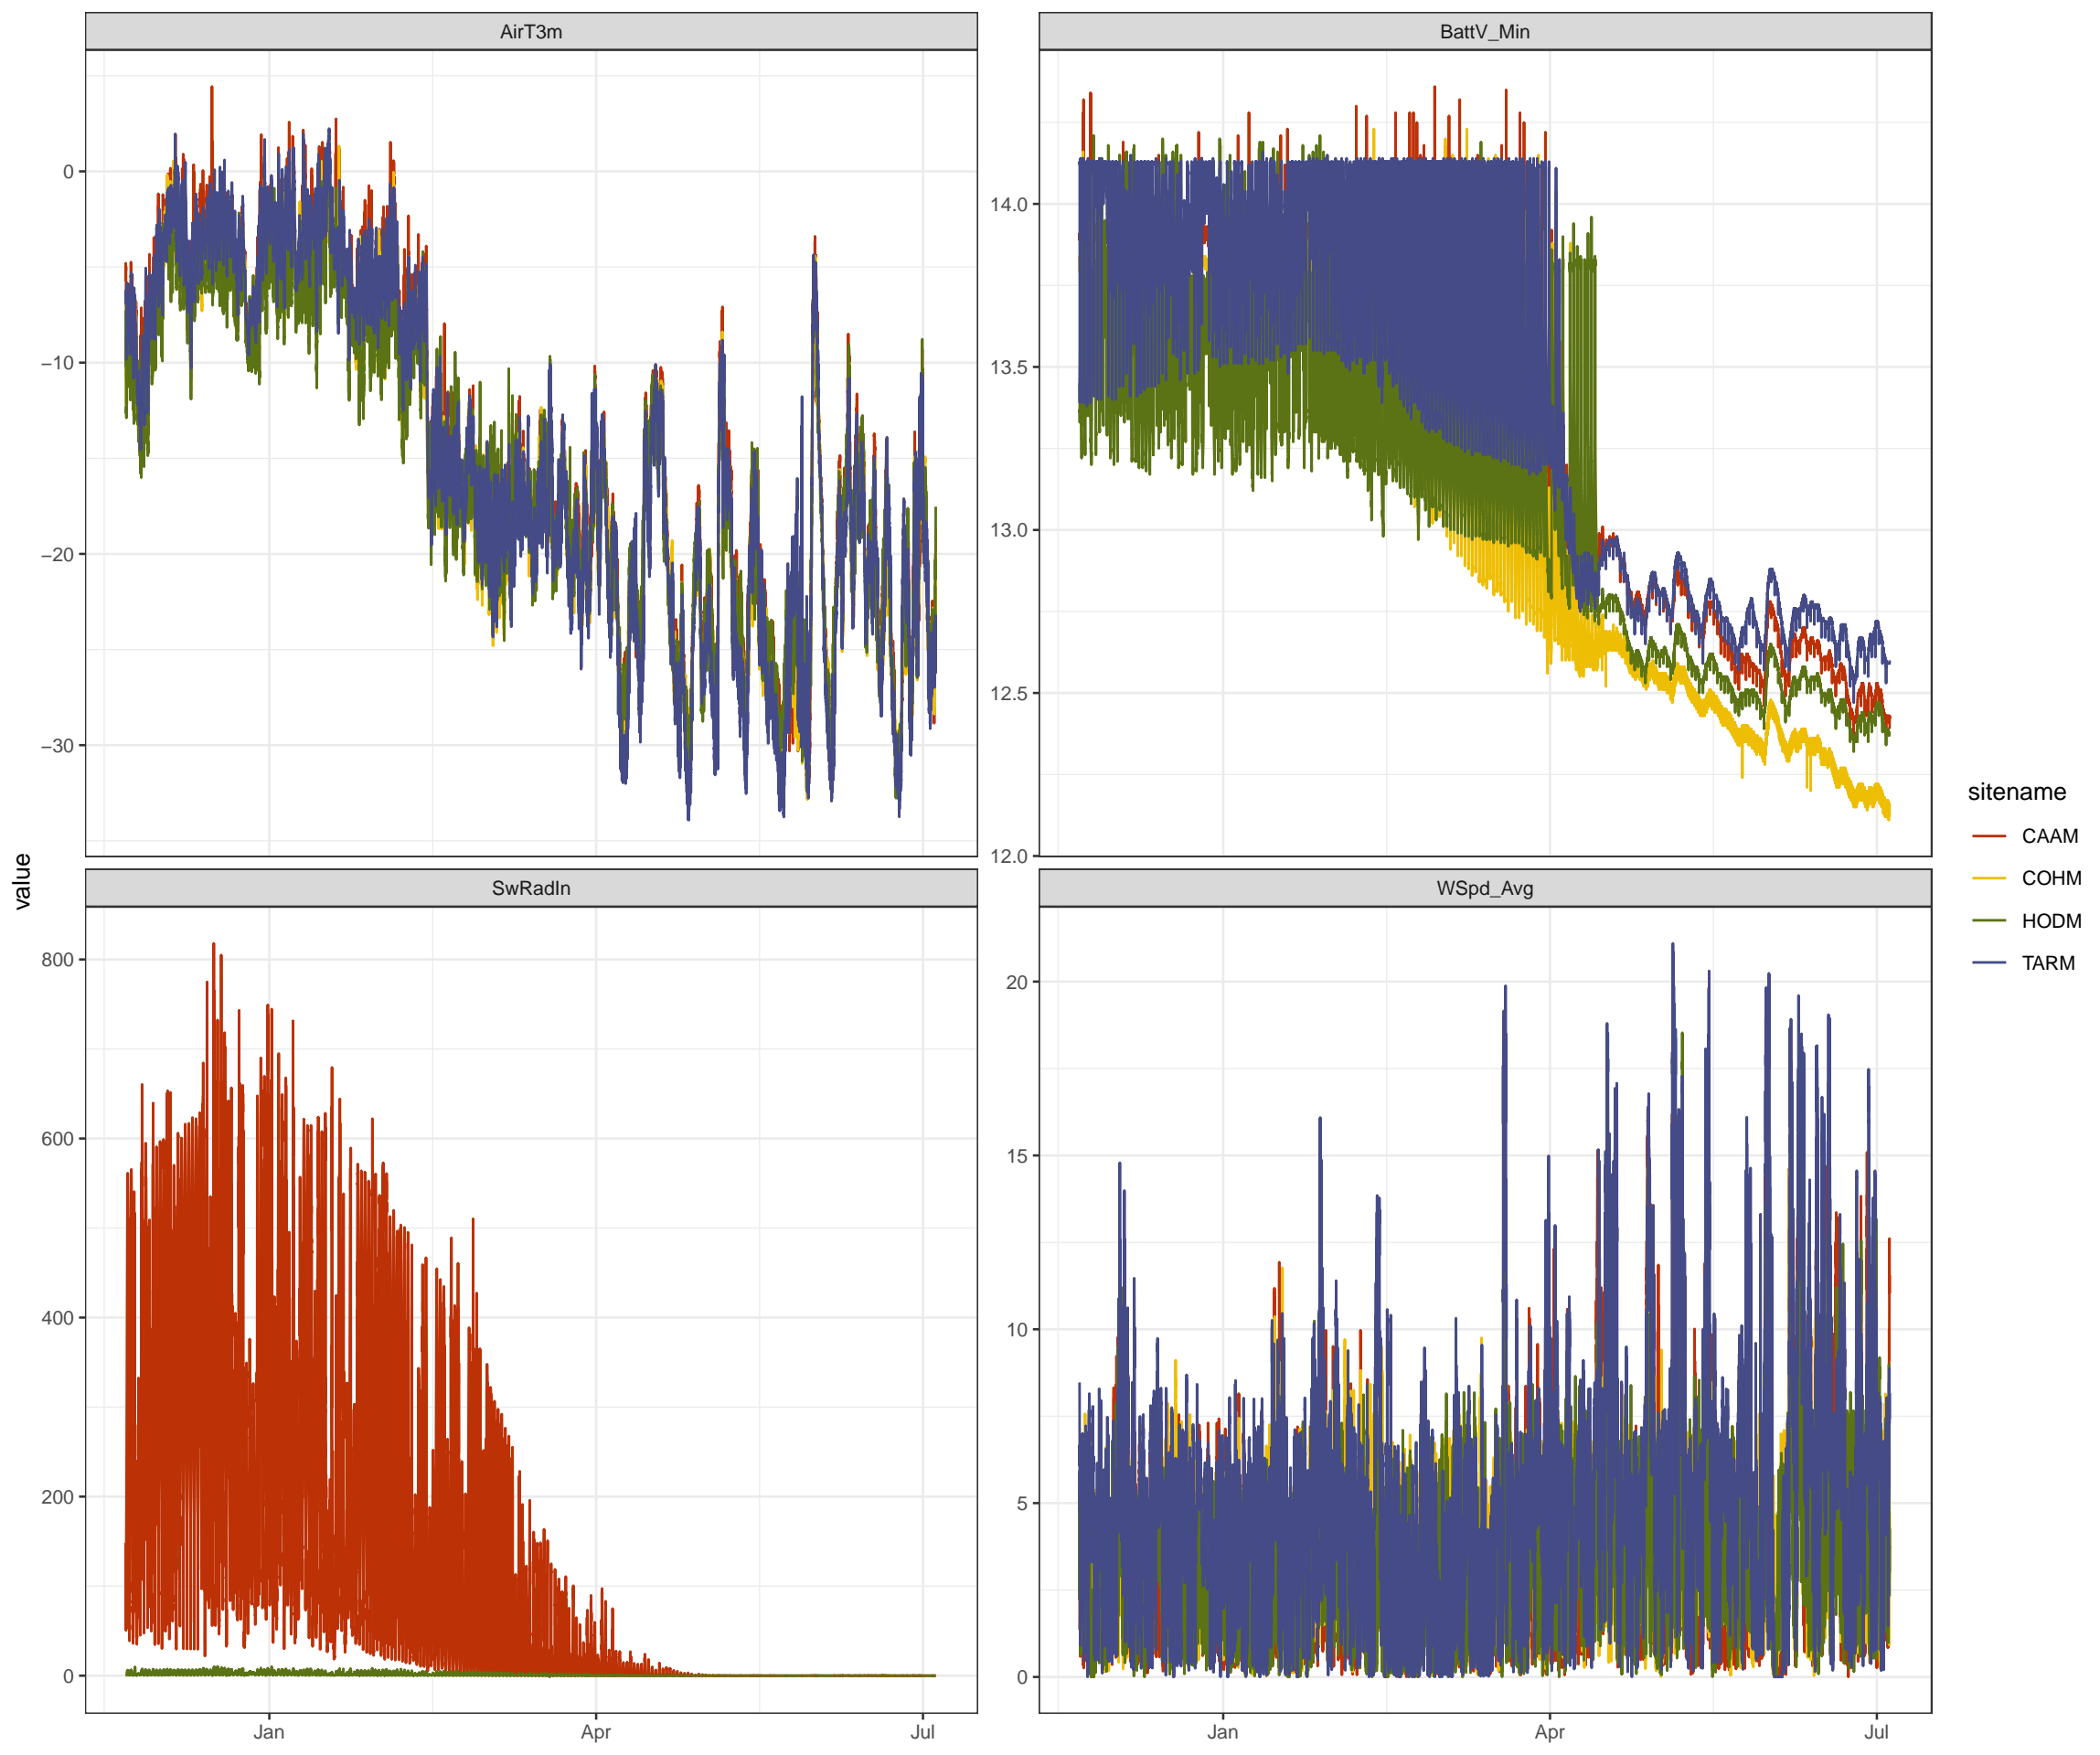 AirT3m
BattV_Min
0
−10
−20
−30
14.0
13.5
13.0
12.5
12.0
value
SwRadIn
WSpd_Avg
800
600
400
200
0
20
15
10
5
0
Jan Apr Jul
Jan Apr Jul
sitename
CAAM
COHM
HODM
TARM